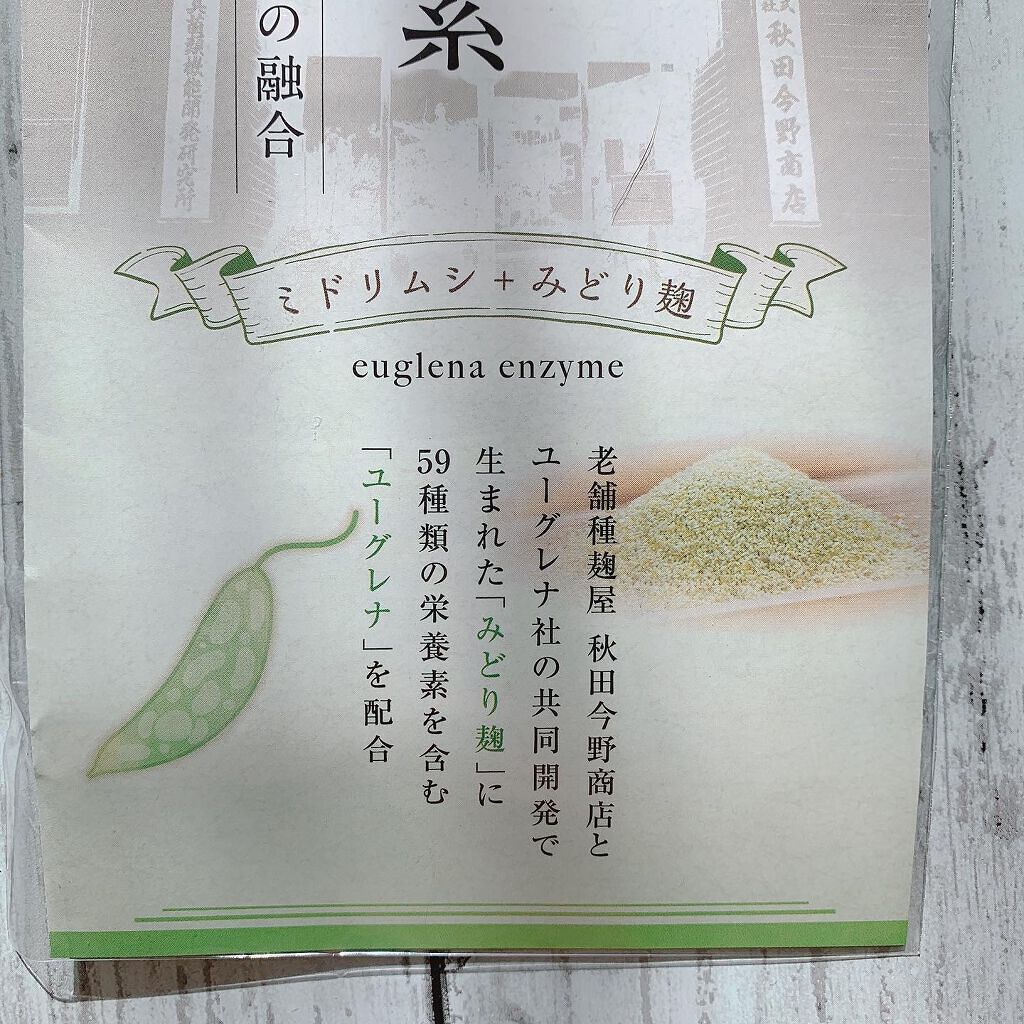 糸
の融合
秋田今野商店
ミドリムシ+みどり麹
euglena enzyme
老舗種麹屋 秋田今野商店と
ユーグレナ社の共同開発で
生まれた「みどり麹」に
59種類の栄養素を含む
「ユーグレナ」を配合